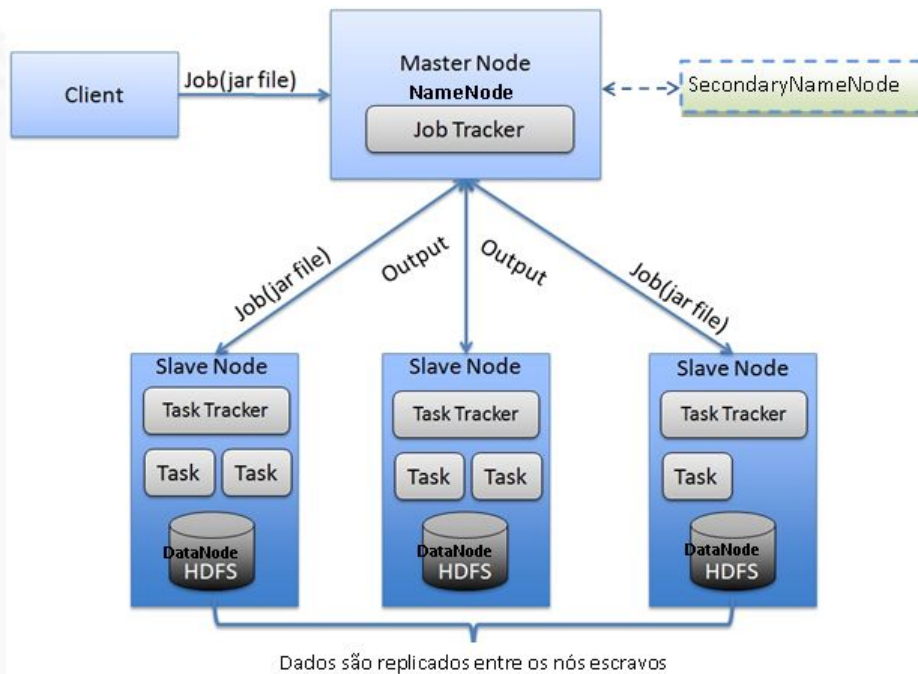 Client
Job(jar file)
Master Node
NameNode
Job Tracker
SecondaryNameNode
Job(jar file)
Output
Output
Job(jar file)
Slave Node
Task Tracker
Task Task
DataNode
HDFS
Slave Node
Task Tracker
Task Task
DataNode
HDFS
Slave Node
Task Tracker
Task
DataNode
HDFS
Dados são replicados entre os nós escravos